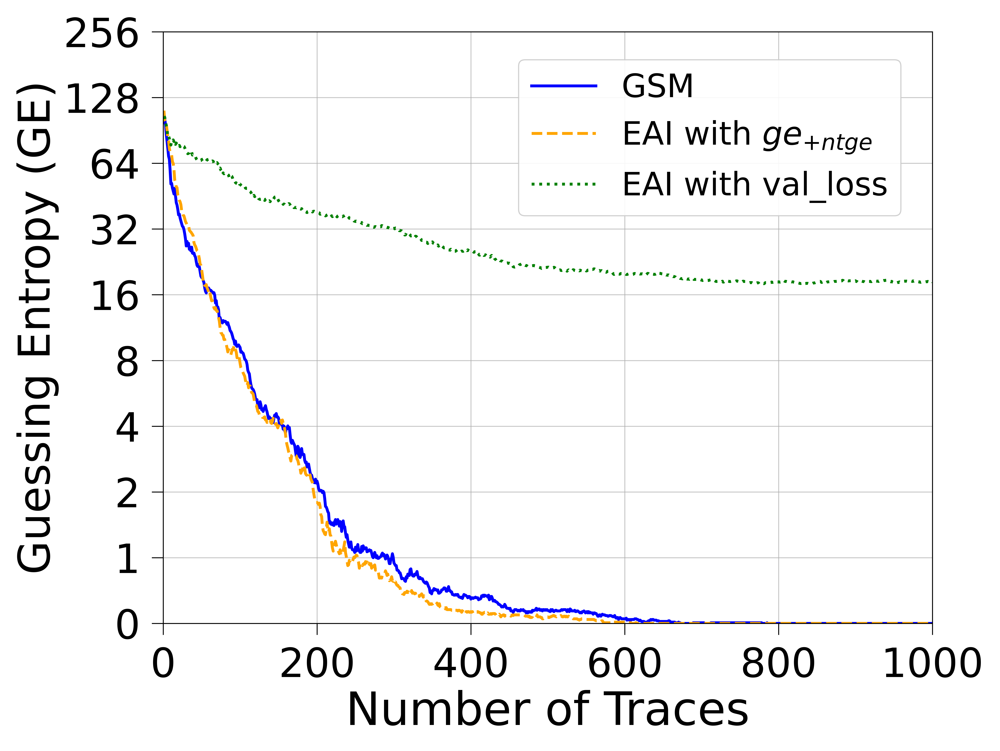 Guessing Entropy (GE)
256
128
64
32
16
8
4
2
1
0
GSM
EAI with ge+ntge
EAI with val_loss
0 200 400 600 800 1000
Number of Traces